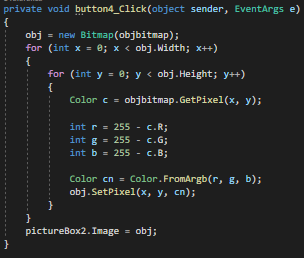 private void button4_Click(object sender, EventArgs e)
{
obj = new Bitmap(objbitmap);
for (int x = 0; x < obj.Width; x++)
{
for (int y = 0; y < obj.Height; y++)
{
Color c = objbitmap.GetPixel(x, y);
int r = 255 - c.R;
int g = 255 - c.G;
int b = 255 - c.B;
Color cn = Color.FromArgb(r, g, b);
obj.SetPixel(x, y, cn);
}
}
pictureBox2.Image = obj;
}